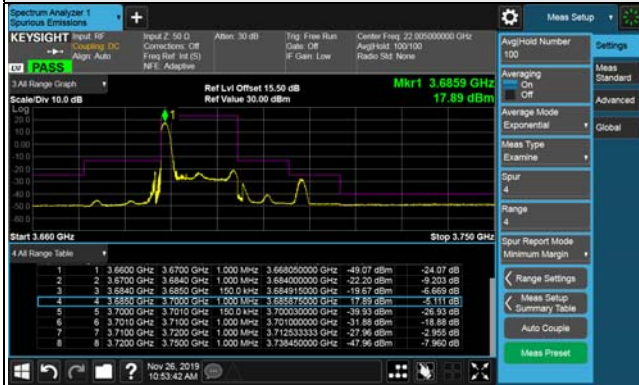 Spectrum Analyzer 1
Spurious Emissions
Meas Setup
KEYSIGHT
Input: RF
Coupling: DC
Align: Auto
Input Z: 50 Ω
Corrections: Off
Freq Ref: Int (S)
NFE: Adaptive
Atten: 30 dB
Trig: Free Run
Gate: Off
IF Gain: Low
Center Freq: 22.005000000 GHz
Avg|Hold: 100/100
Radio Std: None
PASS
3 All Range Graph
Scale/Div 10.0 dB
Ref Lvl Offset 15.50 dB
Ref Value 30.00 dBm
Mkr1 3.6859 GHz
17.89 dBm
Log
20.0
10.0
0.00
-10.0
-20.0
-30.0
-40.0
-50.0
-60.0
1
Start 3.660 GHz
Stop 3.750 GHz
4 All Range Table
1 1 3.6600 GHz 3.6700 GHz 1.000 MHz 3.668050000 GHz -49.07 dBm -24.07 dB
2 2 3.6700 GHz 3.6840 GHz 1.000 MHz 3.684000000 GHz -22.20 dBm -9.203 dB
3 3 3.6840 GHz 3.6850 GHz 150.0 kHz 3.684915000 GHz -19.67 dBm -6.669 dB
4 4 3.6850 GHz 3.7000 GHz 1.000 MHz 3.685875000 GHz 17.89 dBm -5.111 dB
5 5 3.7000 GHz 3.7010 GHz 150.0 kHz 3.700030000 GHz -39.93 dBm -26.93 dB
6 6 3.7010 GHz 3.7100 GHz 1.000 MHz 3.701000000 GHz -31.88 dBm -18.88 dB
7 7 3.7100 GHz 3.7200 GHz 1.000 MHz 3.712533333 GHz -27.96 dBm -2.955 dB
8 8 3.7200 GHz 3.7500 GHz 1.000 MHz 3.738450000 GHz -47.96 dBm -7.960 dB
Nov 26, 2019
10:53:42 AM
Avg|Hold Number
100
Averaging
On
Off
Average Mode
Exponential
Meas Type
Examine
Spur
4
Range
4
Spur Report Mode
Minimum Margin
Range Settings
Meas Setup
Summary Table
Auto Couple
Meas Preset
Settings
Meas
Standard
Advanced
Global